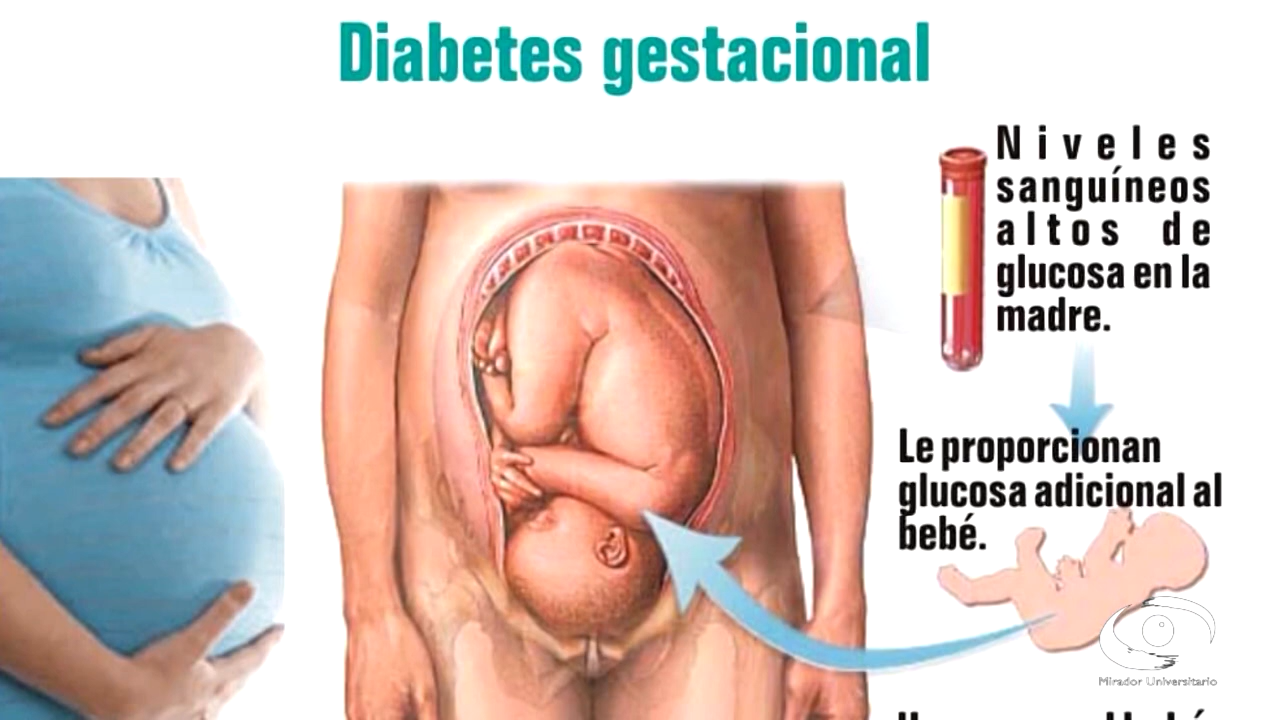 Diabetes gestacional
Niveles
sanguíneos
altos de
glucosa en la
madre.
Le proporcionan
glucosa adicional al
bebé.
Mirador Universitario